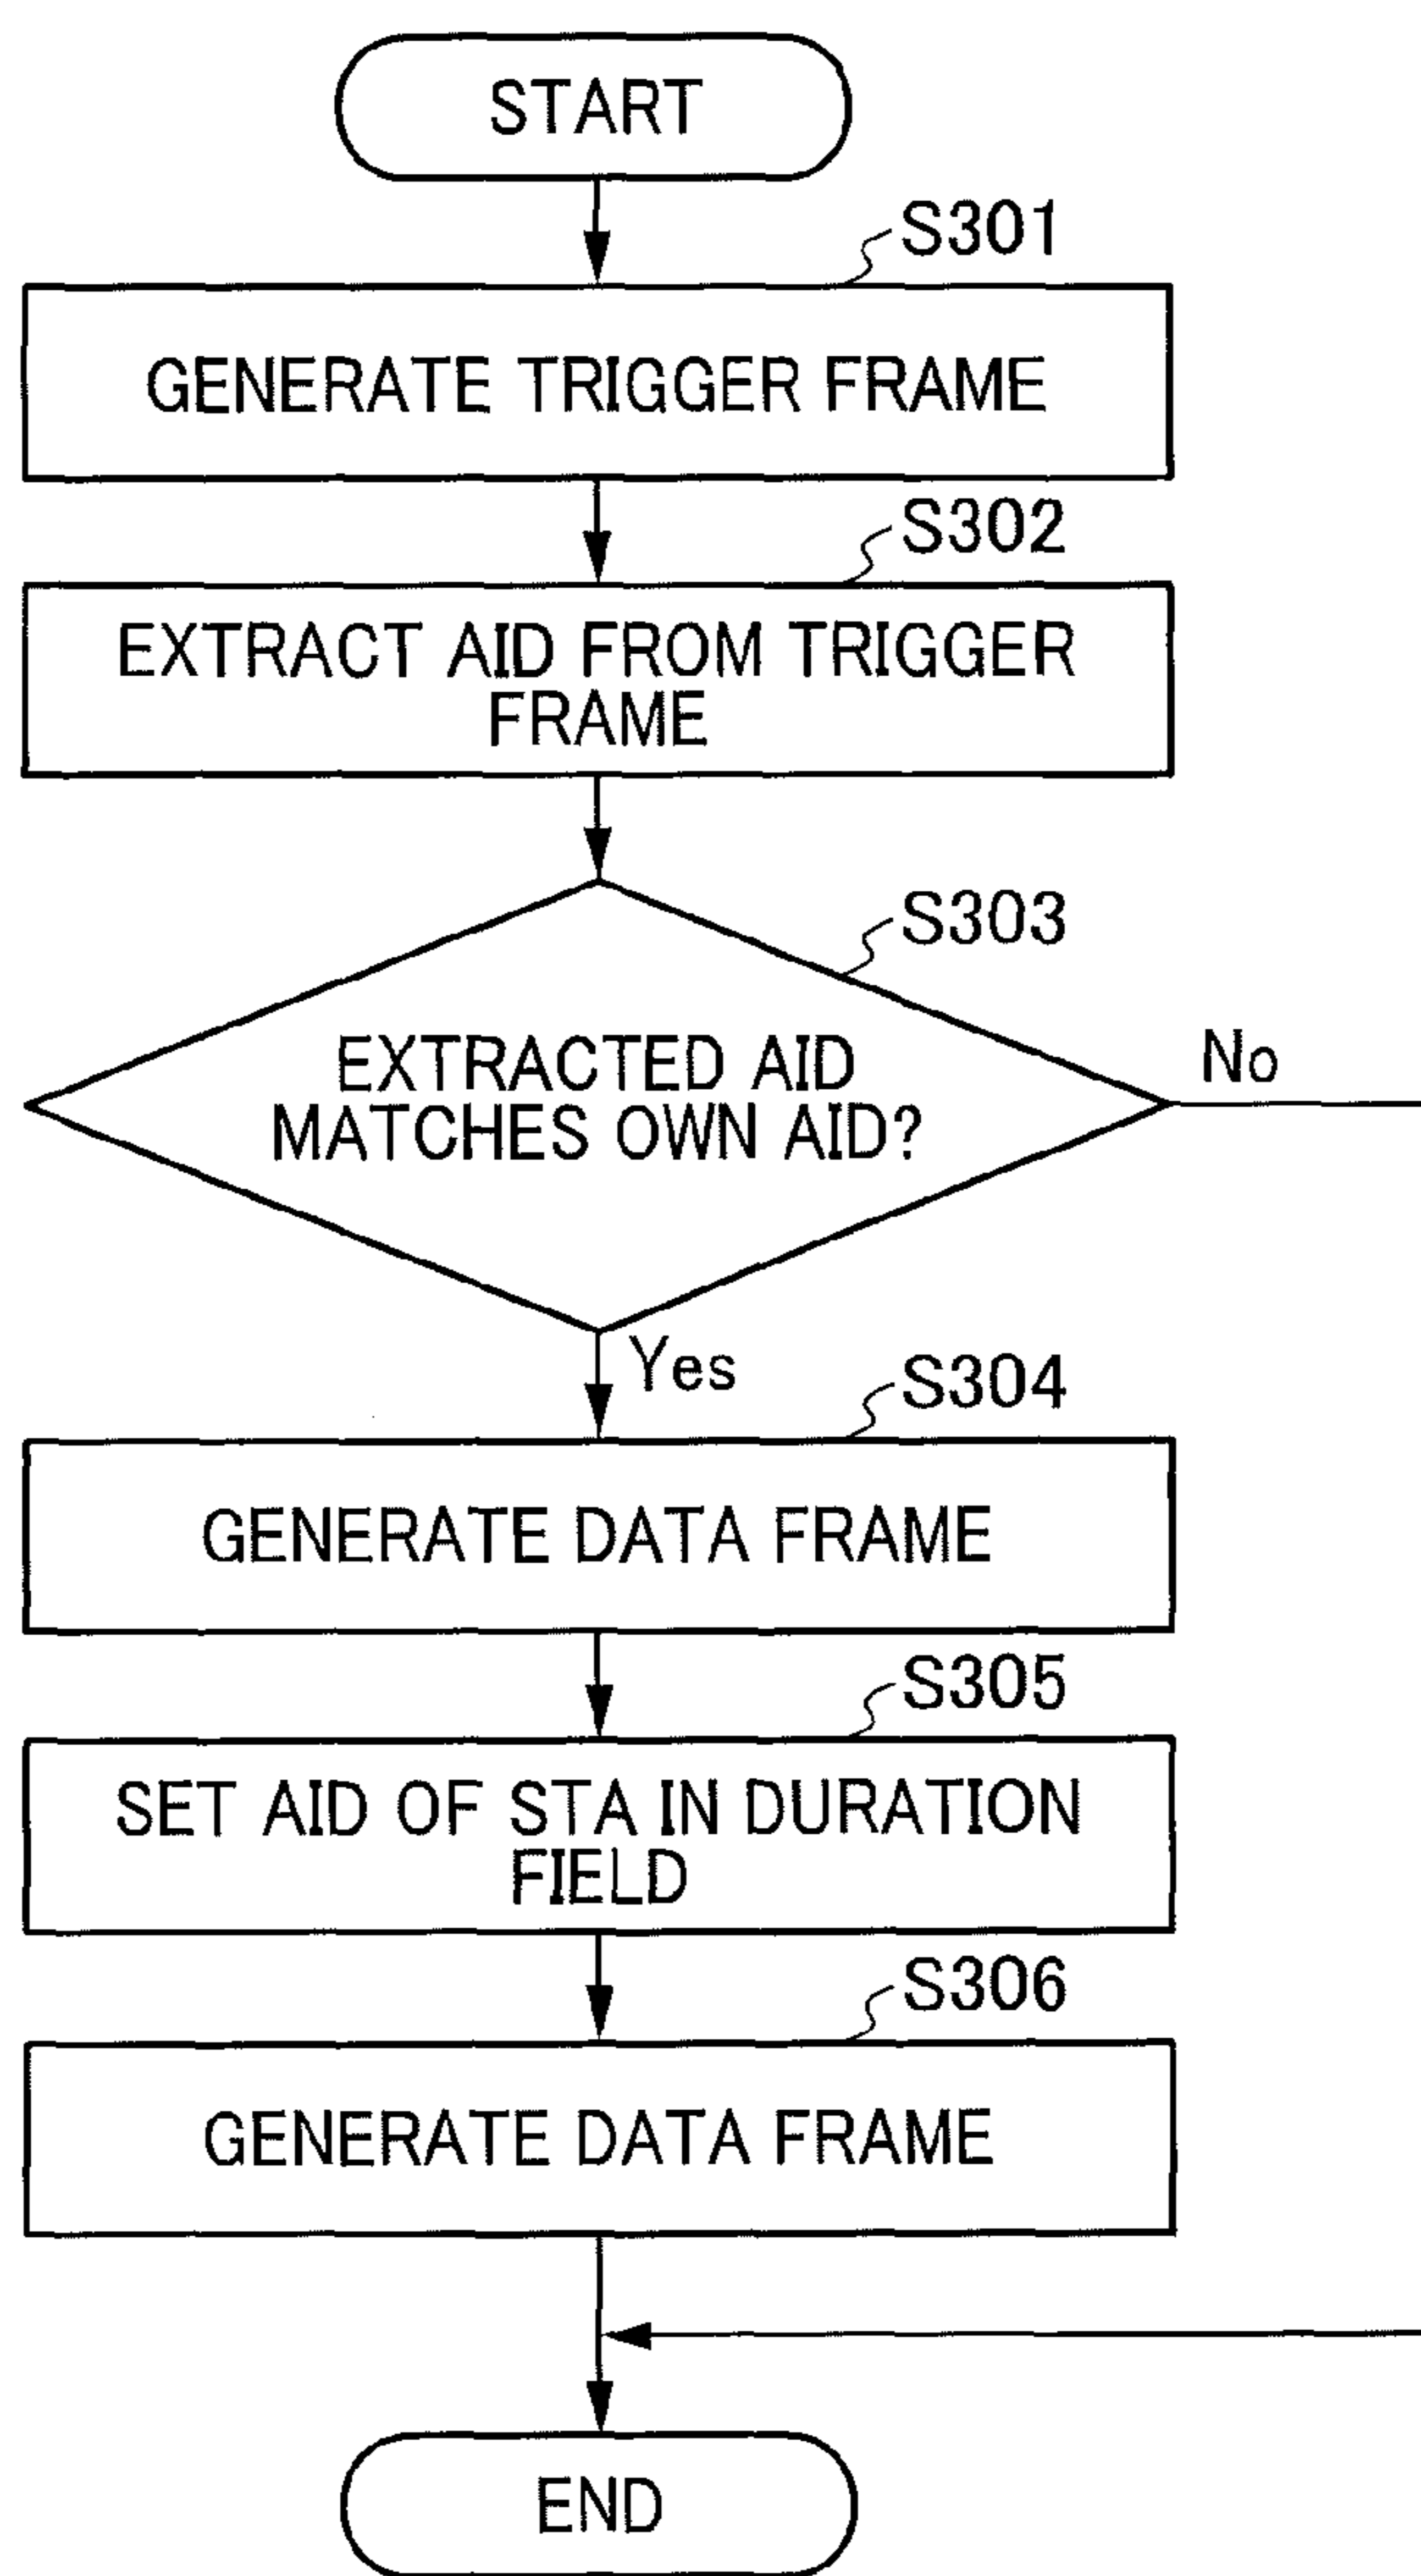 START
S301
GENERATE TRIGGER FRAME
S302
EXTRACT AID FROM TRIGGER
FRAME
S303
EXTRACTED AID
MATCHES OWN AID?
No
Yes
S304
GENERATE DATA FRAME
S305
SET AID OF STA IN DURATION
FIELD
S306
GENERATE DATA FRAME
END